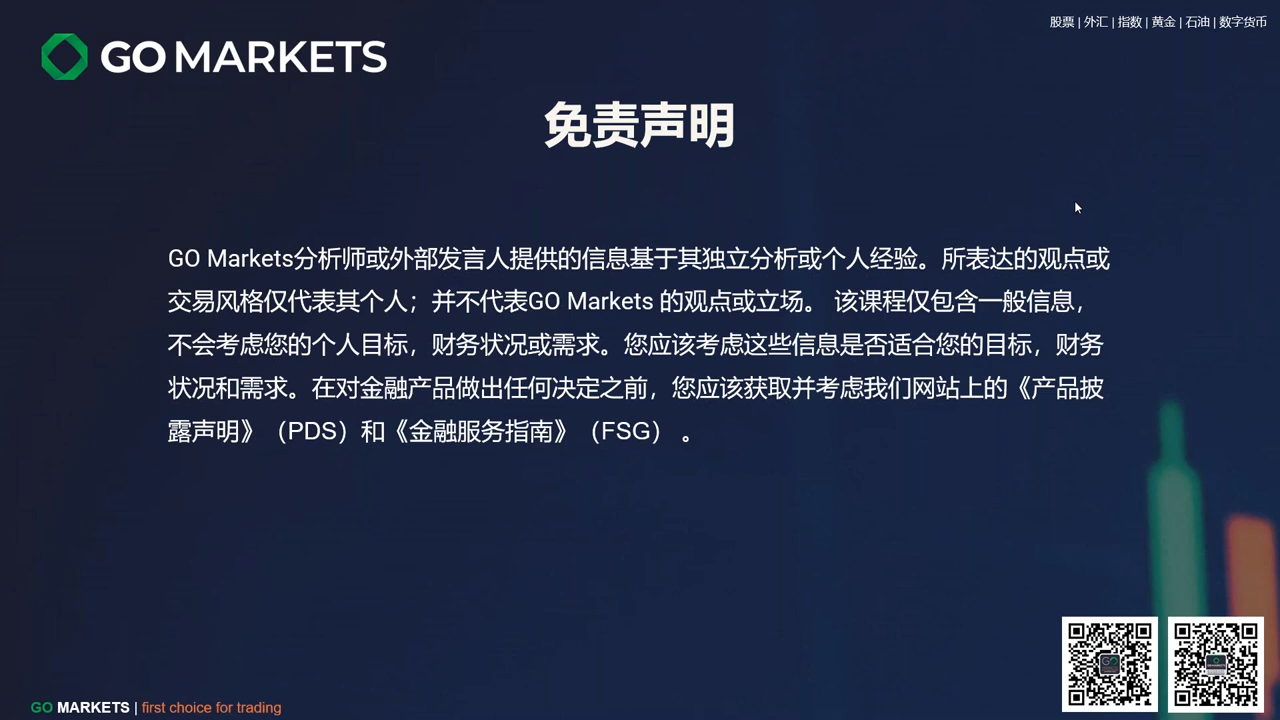 股票 | 外汇 | 指数 | 黄金 | 石油 | 数字货币
GO MARKETS
免责声明
GO Markets分析师或外部发言人提供的信息基于其独立分析或个人经验。所表达的观点或
交易风格仅代表其个人；并不代表GO Markets 的观点或立场。 该课程仅包含一般信息，
不会考虑您的个人目标，财务状况或需求。您应该考虑这些信息是否适合您的目标，财务
状况和需求。在对金融产品做出任何决定之前，您应该获取并考虑我们网站上的《产品披
露声明》（PDS）和《金融服务指南》（FSG） 。
GO MARKETS | first choice for trading